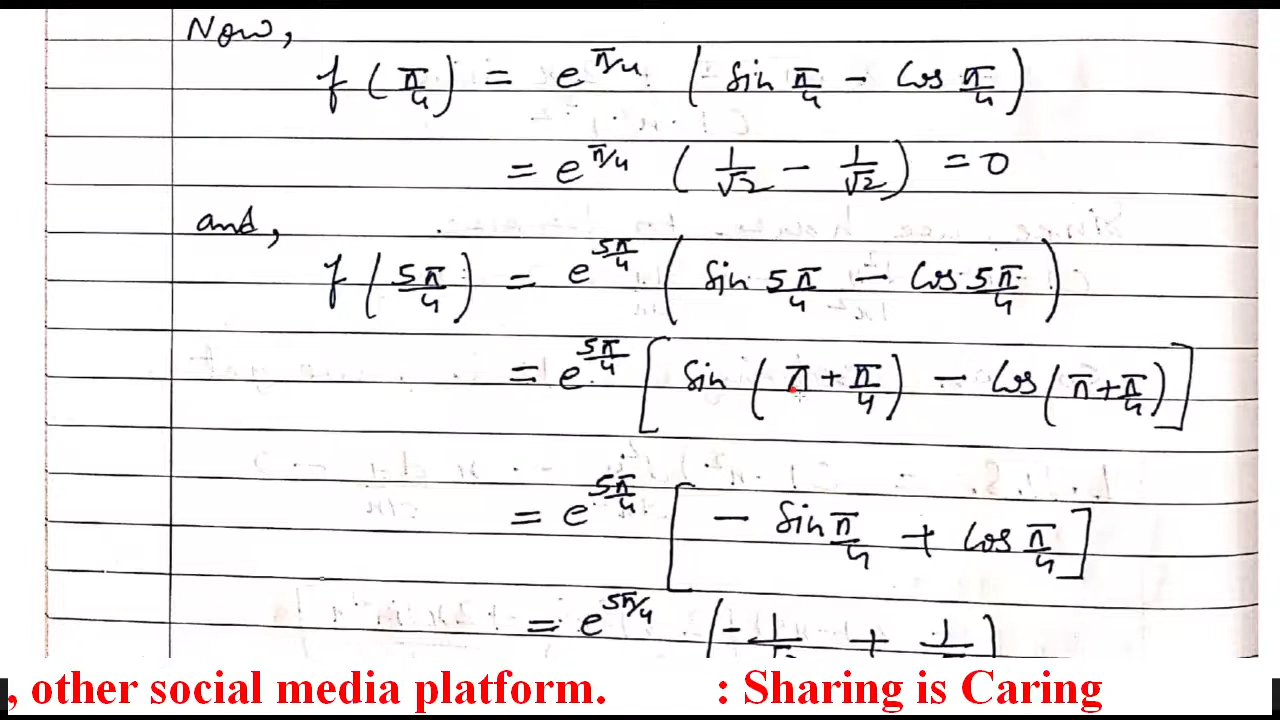 Now,
f(π/4) = e^π/4 (sin π/4 − cos π/4)
= e^π/4 (1/√2 − 1/√2) = 0
and,
f(5π/4) = e^5π/4 (sin 5π/4 − cos 5π/4)
= e^5π/4 [sin (π + π/4) − cos (π + π/4)]
= e^5π/4 [− sin π/4 + cos π/4]
= e^5π/4 (− 1/ + 1/)
, other social media platform. : Sharing is Caring